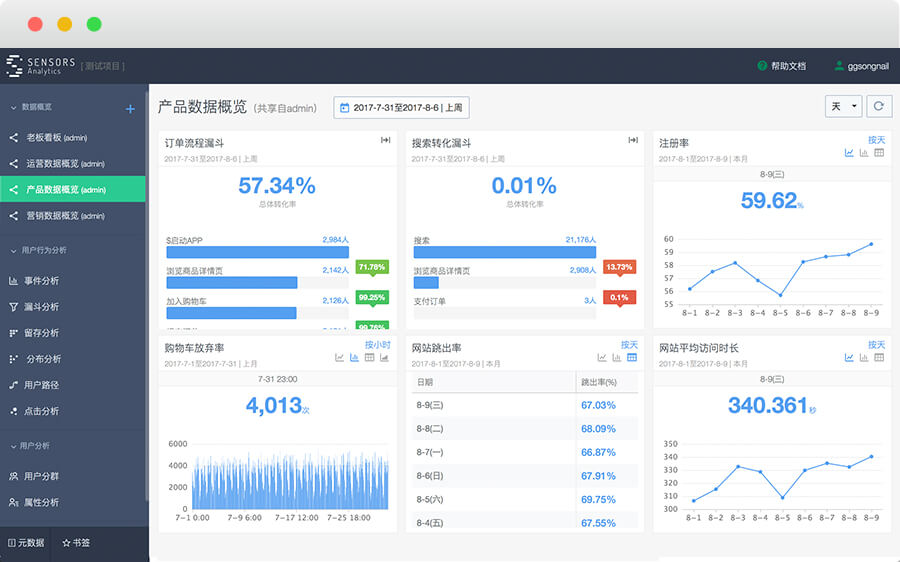 SENSORS
Analytics
[测试项目]
帮助文档
ggsongnail
数据概览
老板看板 (admin)
运营数据概览 (admin)
产品数据概览 (admin)
营销数据概览 (admin)
用户行为分析
事件分析
漏斗分析
留存分析
分布分析
用户路径
点击分析
用户分析
用户分群
属性分析
元数据
书签
产品数据概览 (共享自admin)
2017-7-31至2017-8-6 | 上周
天
订单流程漏斗
2017-7-31至2017-8-6 | 上周
57.34%
总体转化率
$启动APP 2,984人
71.78%
浏览商品详情页 2,142人
99.25%
加入购物车 2,126人
99.76%
搜索转化漏斗
2017-7-31至2017-8-6 | 上周
0.01%
总体转化率
搜索 21,176人
13.73%
浏览商品详情页 2,908人
0.1%
支付订单 3人
注册率
按天
2017-8-1至2017-8-9 | 本月
8-9(三)
59.62%
60
59
58
57
56
55
8-1 8-2 8-3 8-4 8-5 8-6 8-7 8-8 8-9
购物车放弃率
按小时
2017-7-1至2017-7-31 | 上月
7-31 23:00
4,013次
6000
4000
2000
0
7-1 0:00 7-9 6:00 7-17 12:00 7-25 18:00
网站跳出率
按天
2017-8-1至2017-8-9 | 本月
日期 跳出率(%)
8-9(三) 67.03%
8-8(二) 68.09%
8-7(一) 66.87%
8-6(日) 67.91%
8-5(六) 69.75%
8-4(五) 67.55%
网站平均访问时长
按天
2017-8-1至2017-8-9 | 本月
8-9(三)
340.361秒
350
340
330
320
310
300
8-1 8-2 8-3 8-4 8-5 8-6 8-7 8-8 8-9